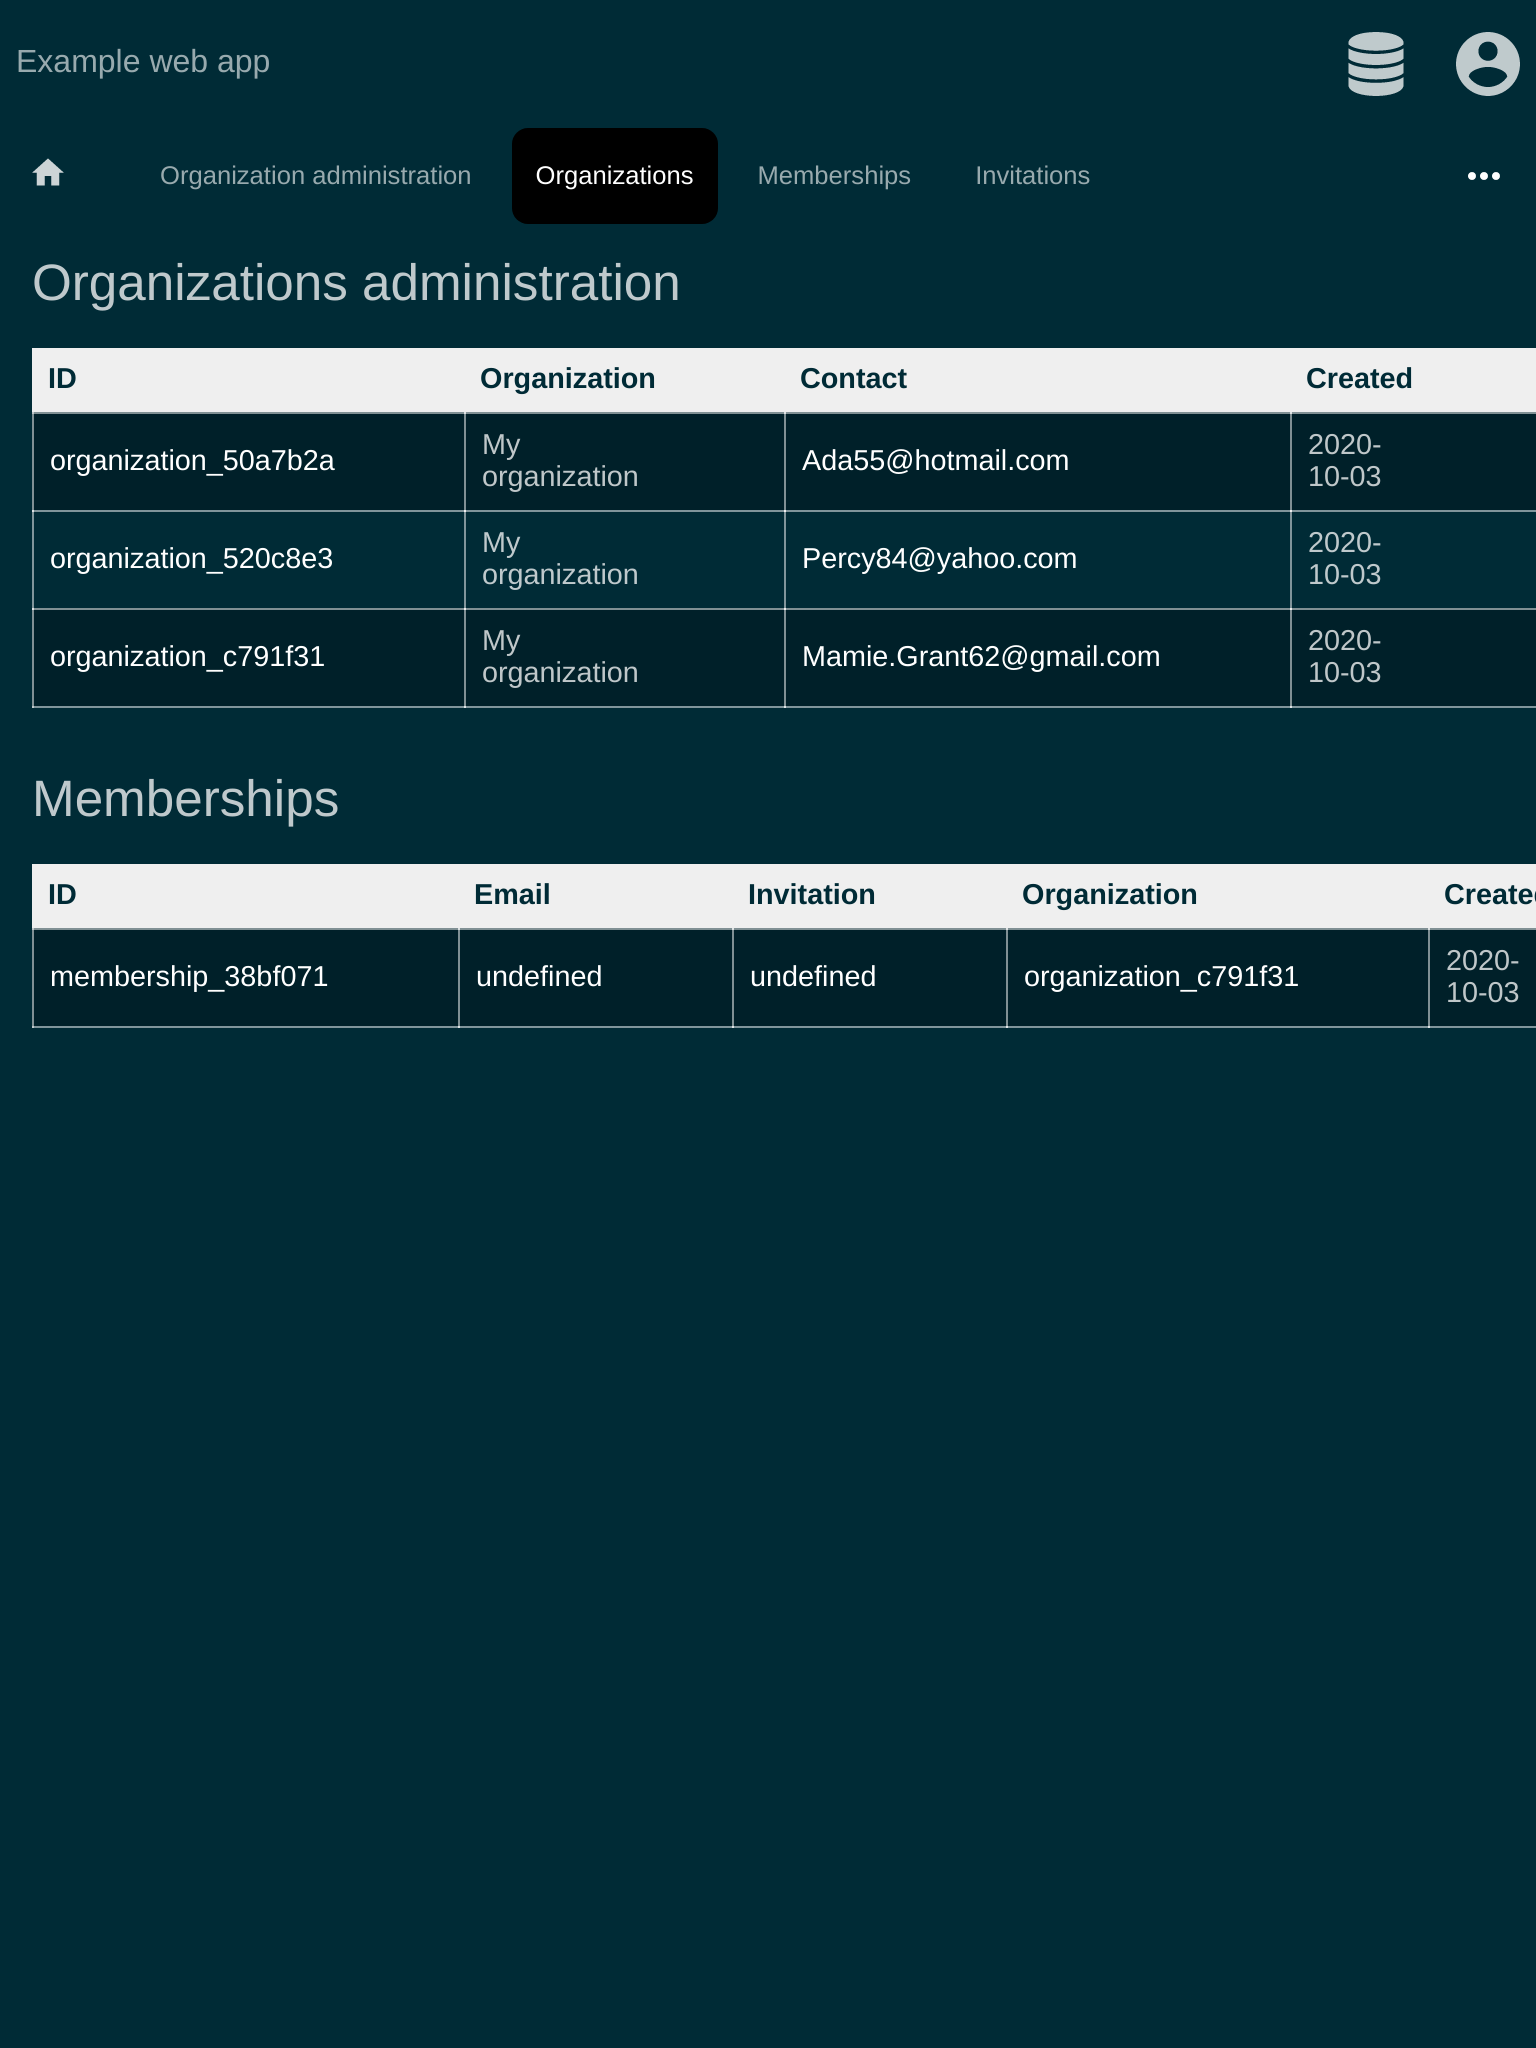 Example web app
Organization administration Organizations Memberships Invitations
Organizations administration
ID Organization Contact Created
organization_50a7b2a My organization Ada55@hotmail.com 2020-10-03
organization_520c8e3 My organization Percy84@yahoo.com 2020-10-03
organization_c791f31 My organization Mamie.Grant62@gmail.com 2020-10-03
Memberships
ID Email Invitation Organization Created
membership_38bf071 undefined undefined organization_c791f31 2020-10-03